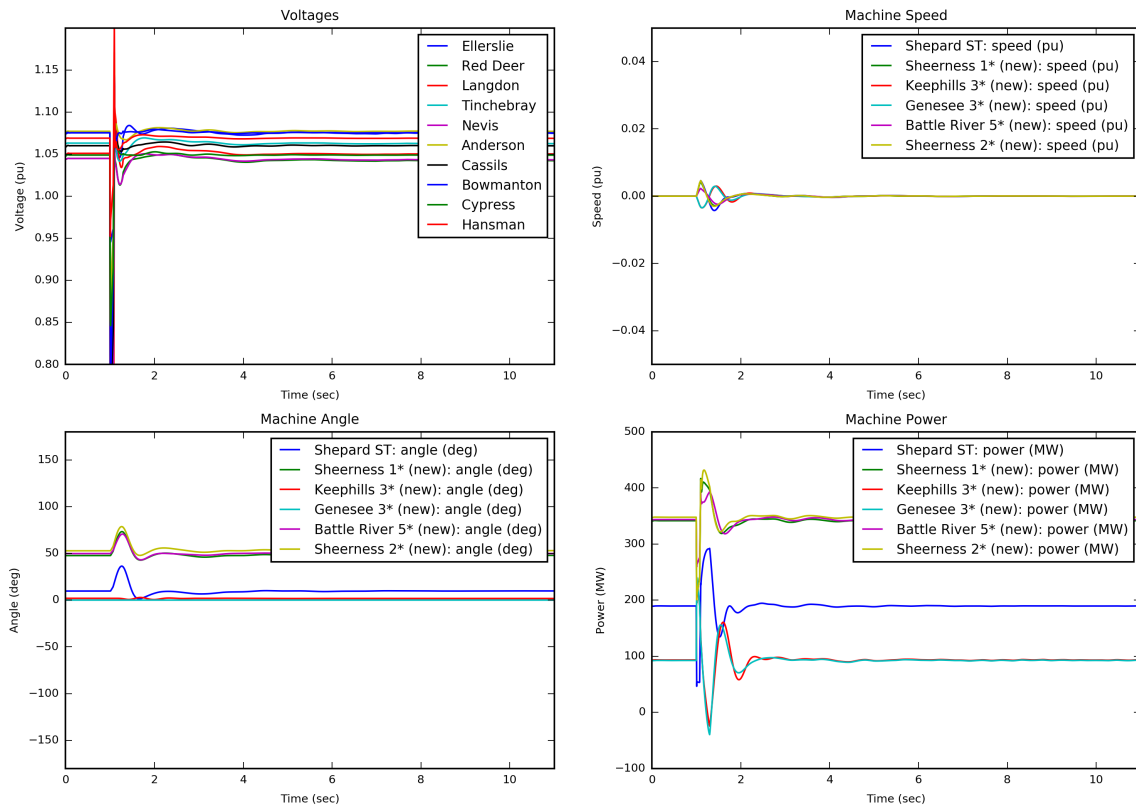 Voltages
Voltage (pu)
1.15
1.10
1.05
1.00
0.95
0.90
0.85
0.80
0 2 4 6 8 10
Time (sec)
Ellerslie
Red Deer
Langdon
Tinchebray
Nevis
Anderson
Cassils
Bowmanton
Cypress
Hansman
Machine Speed
Speed (pu)
0.04
0.02
0.00
−0.02
−0.04
0 2 4 6 8 10
Time (sec)
Shepard ST: speed (pu)
Sheerness 1* (new): speed (pu)
Keephills 3* (new): speed (pu)
Genesee 3* (new): speed (pu)
Battle River 5* (new): speed (pu)
Sheerness 2* (new): speed (pu)
Machine Angle
Angle (deg)
150
100
50
0
−50
−100
−150
0 2 4 6 8 10
Time (sec)
Shepard ST: angle (deg)
Sheerness 1* (new): angle (deg)
Keephills 3* (new): angle (deg)
Genesee 3* (new): angle (deg)
Battle River 5* (new): angle (deg)
Sheerness 2* (new): angle (deg)
Machine Power
Power (MW)
500
400
300
200
100
0
−100
0 2 4 6 8 10
Time (sec)
Shepard ST: power (MW)
Sheerness 1* (new): power (MW)
Keephills 3* (new): power (MW)
Genesee 3* (new): power (MW)
Battle River 5* (new): power (MW)
Sheerness 2* (new): power (MW)